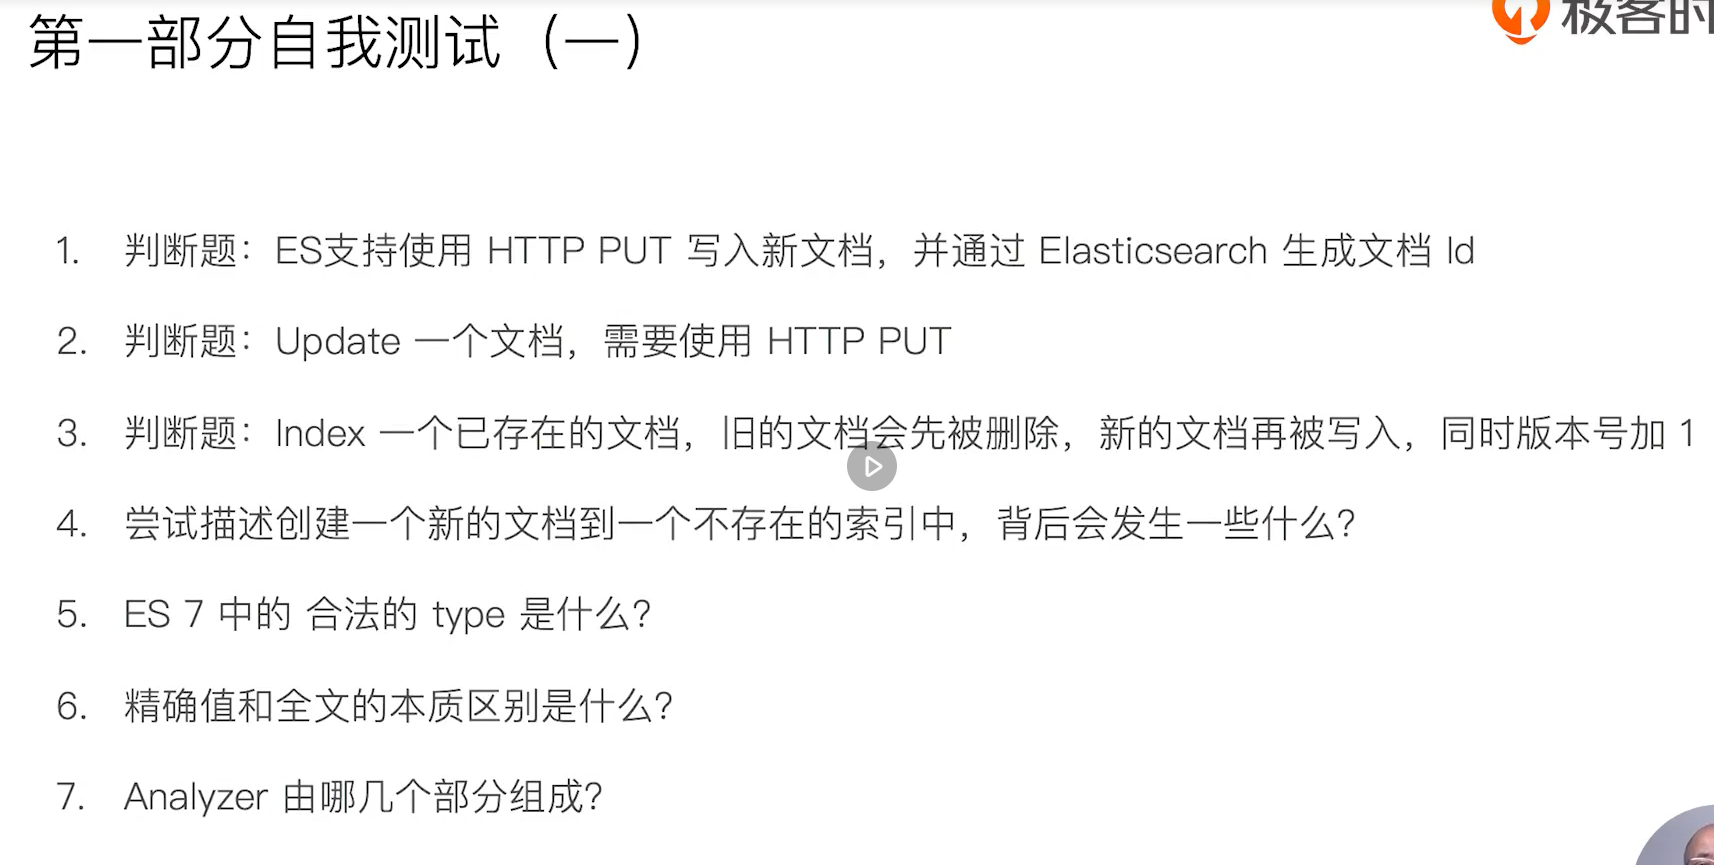 第一部分自我测试（一）
极客时
1. 判断题：ES支持使用 HTTP PUT 写入新文档，并通过 Elasticsearch 生成文档 Id
2. 判断题：Update 一个文档，需要使用 HTTP PUT
3. 判断题：Index 一个已存在的文档，旧的文档会先被删除，新的文档再被写入，同时版本号加 1
4. 尝试描述创建一个新的文档到一个不存在的索引中，背后会发生一些什么？
5. ES 7 中的 合法的 type 是什么？
6. 精确值和全文的本质区别是什么？
7. Analyzer 由哪几个部分组成？